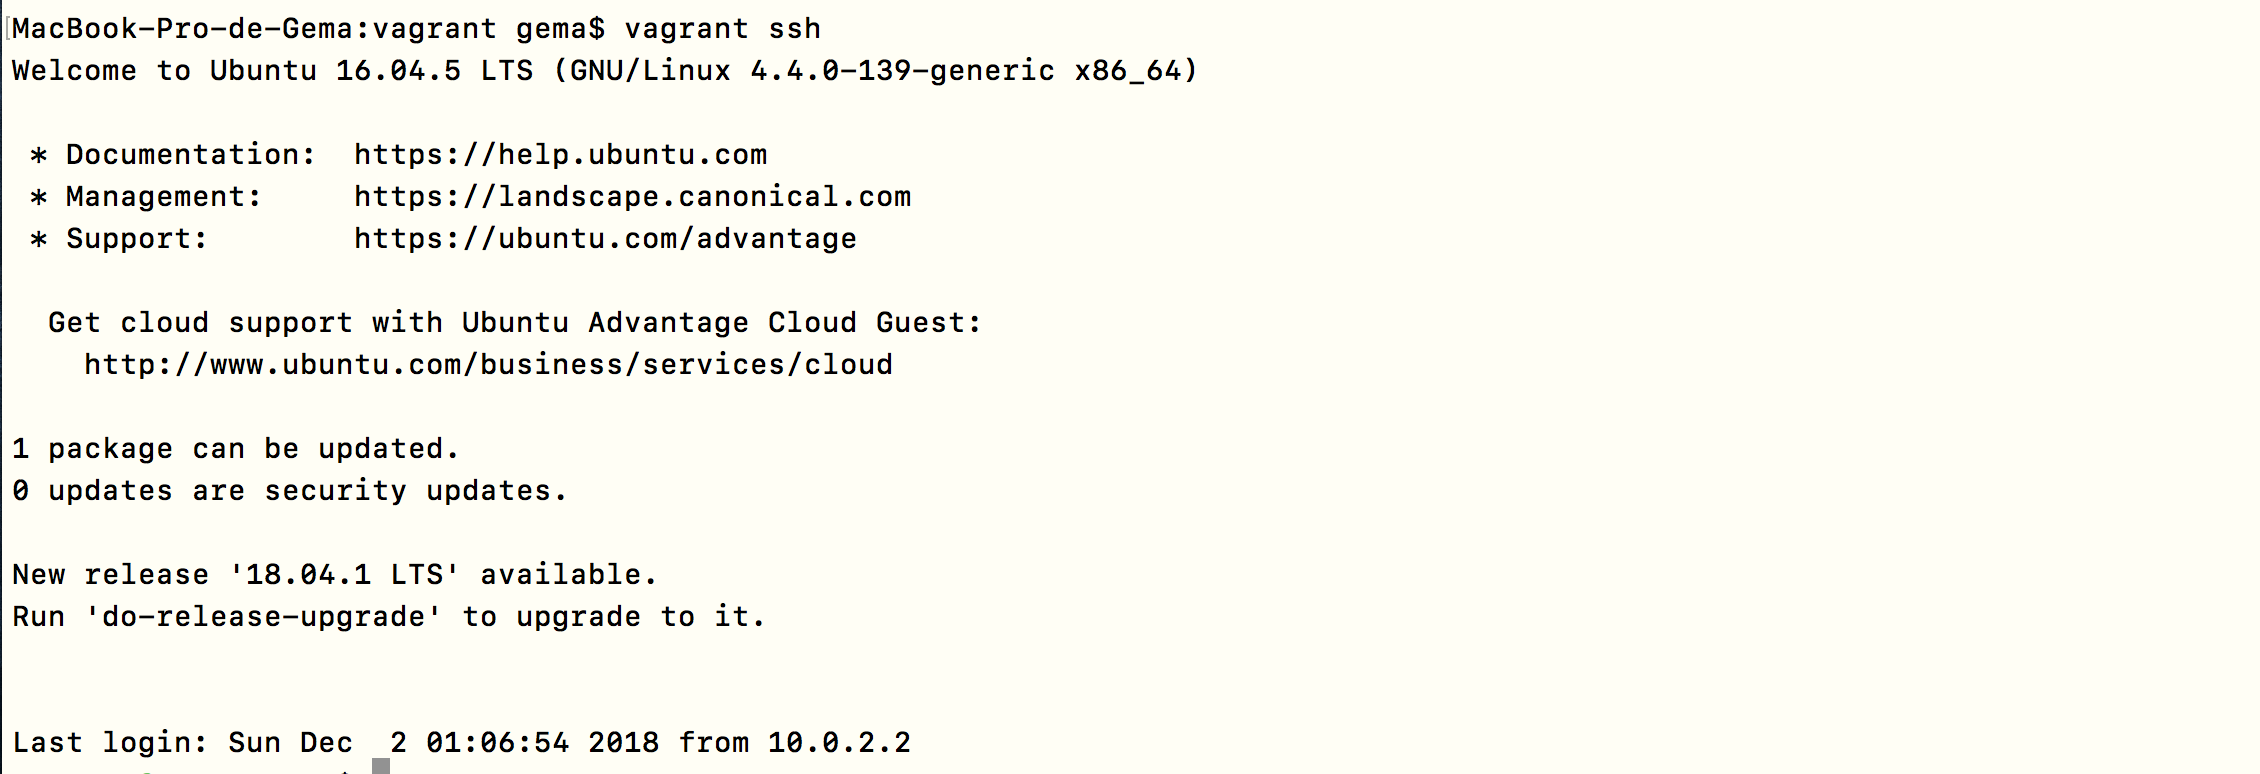 MacBook-Pro-de-Gema:vagrant gema$ vagrant ssh
Welcome to Ubuntu 16.04.5 LTS (GNU/Linux 4.4.0-139-generic x86_64)
* Documentation:  https://help.ubuntu.com
* Management:     https://landscape.canonical.com
* Support:        https://ubuntu.com/advantage
Get cloud support with Ubuntu Advantage Cloud Guest:
http://www.ubuntu.com/business/services/cloud
1 package can be updated.
0 updates are security updates.
New release '18.04.1 LTS' available.
Run 'do-release-upgrade' to upgrade to it.
Last login: Sun Dec  2 01:06:54 2018 from 10.0.2.2